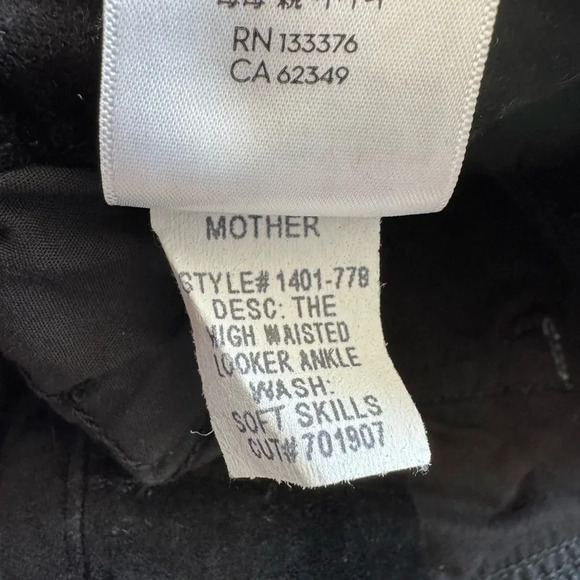 RN 133376
CA 62349
MOTHER
STYLE# 1401-778
DESC: THE
HIGH WAISTED
LOOKER ANKLE
WASH:
SOFT SKILLS
CUT# 701907